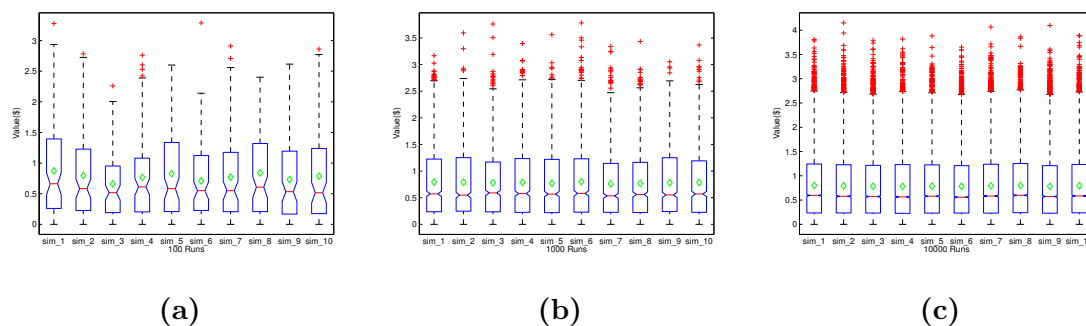 3
2.5
2
1.5
1
0.5
0
Value($)
sim_1 sim_2 sim_3 sim_4 sim_5 sim_6 sim_7 sim_8 sim_9 sim_10
100 Runs
(a)
3.5
3
2.5
2
1.5
1
0.5
0
Value($)
sim_1 sim_2 sim_3 sim_4 sim_5 sim_6 sim_7 sim_8 sim_9 sim_10
1000 Runs
(b)
4
3.5
3
2.5
2
1.5
1
0.5
0
Value($)
sim_1 sim_2 sim_3 sim_4 sim_5 sim_6 sim_7 sim_8 sim_9 sim_1
10000 Runs
(c)